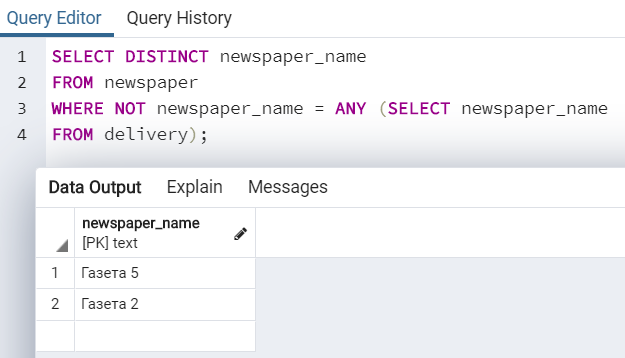 Query Editor Query History
1 SELECT DISTINCT newspaper_name
2 FROM newspaper
3 WHERE NOT newspaper_name = ANY (SELECT newspaper_name
4 FROM delivery);
Data Output Explain Messages
newspaper_name
[PK] text
1 Газета 5
2 Газета 2